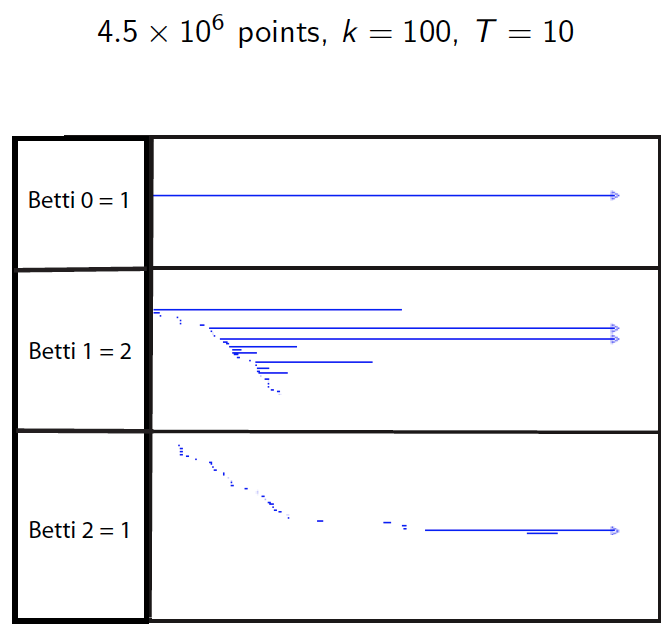 4.5 × 10⁶ points, k = 100, T = 10
Betti 0 = 1
Betti 1 = 2
Betti 2 = 1